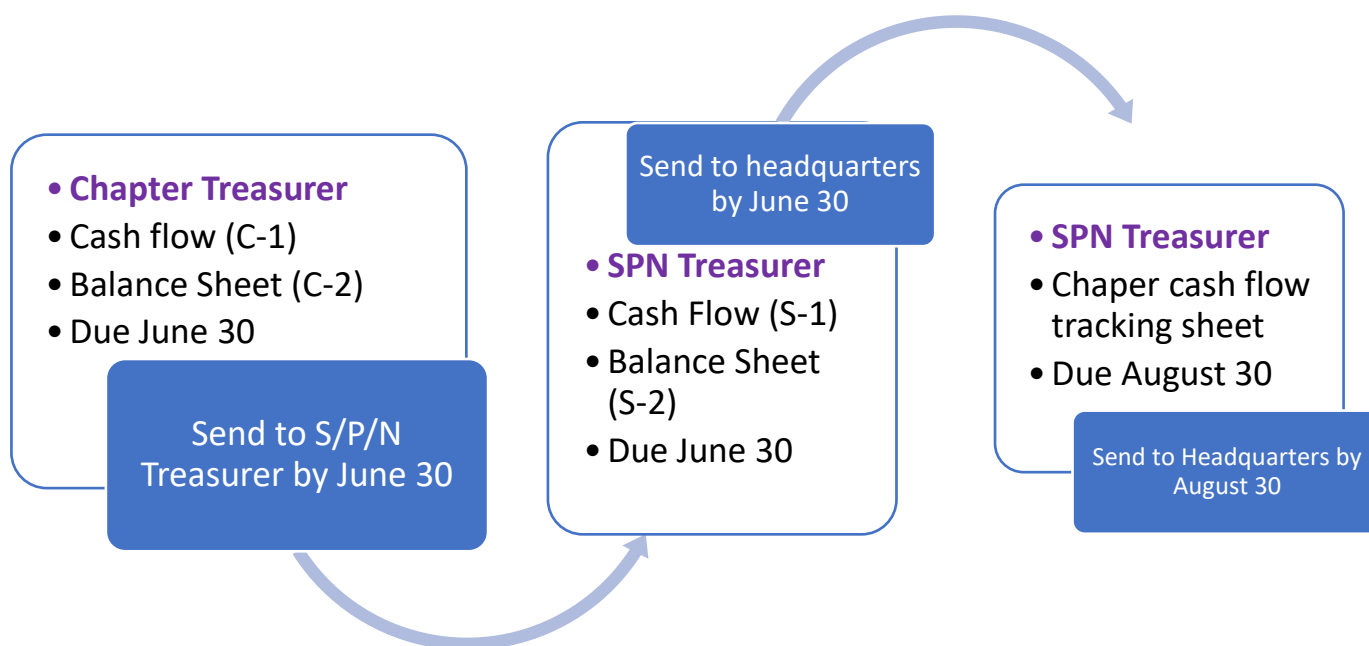 • Chapter Treasurer
• Cash flow (C-1)
• Balance Sheet (C-2)
• Due June 30
Send to S/P/N
Treasurer by June 30
Send to headquarters
by June 30
• SPN Treasurer
• Cash Flow (S-1)
• Balance Sheet
(S-2)
• Due June 30
• SPN Treasurer
• Chaper cash flow
tracking sheet
• Due August 30
Send to Headquarters by
August 30